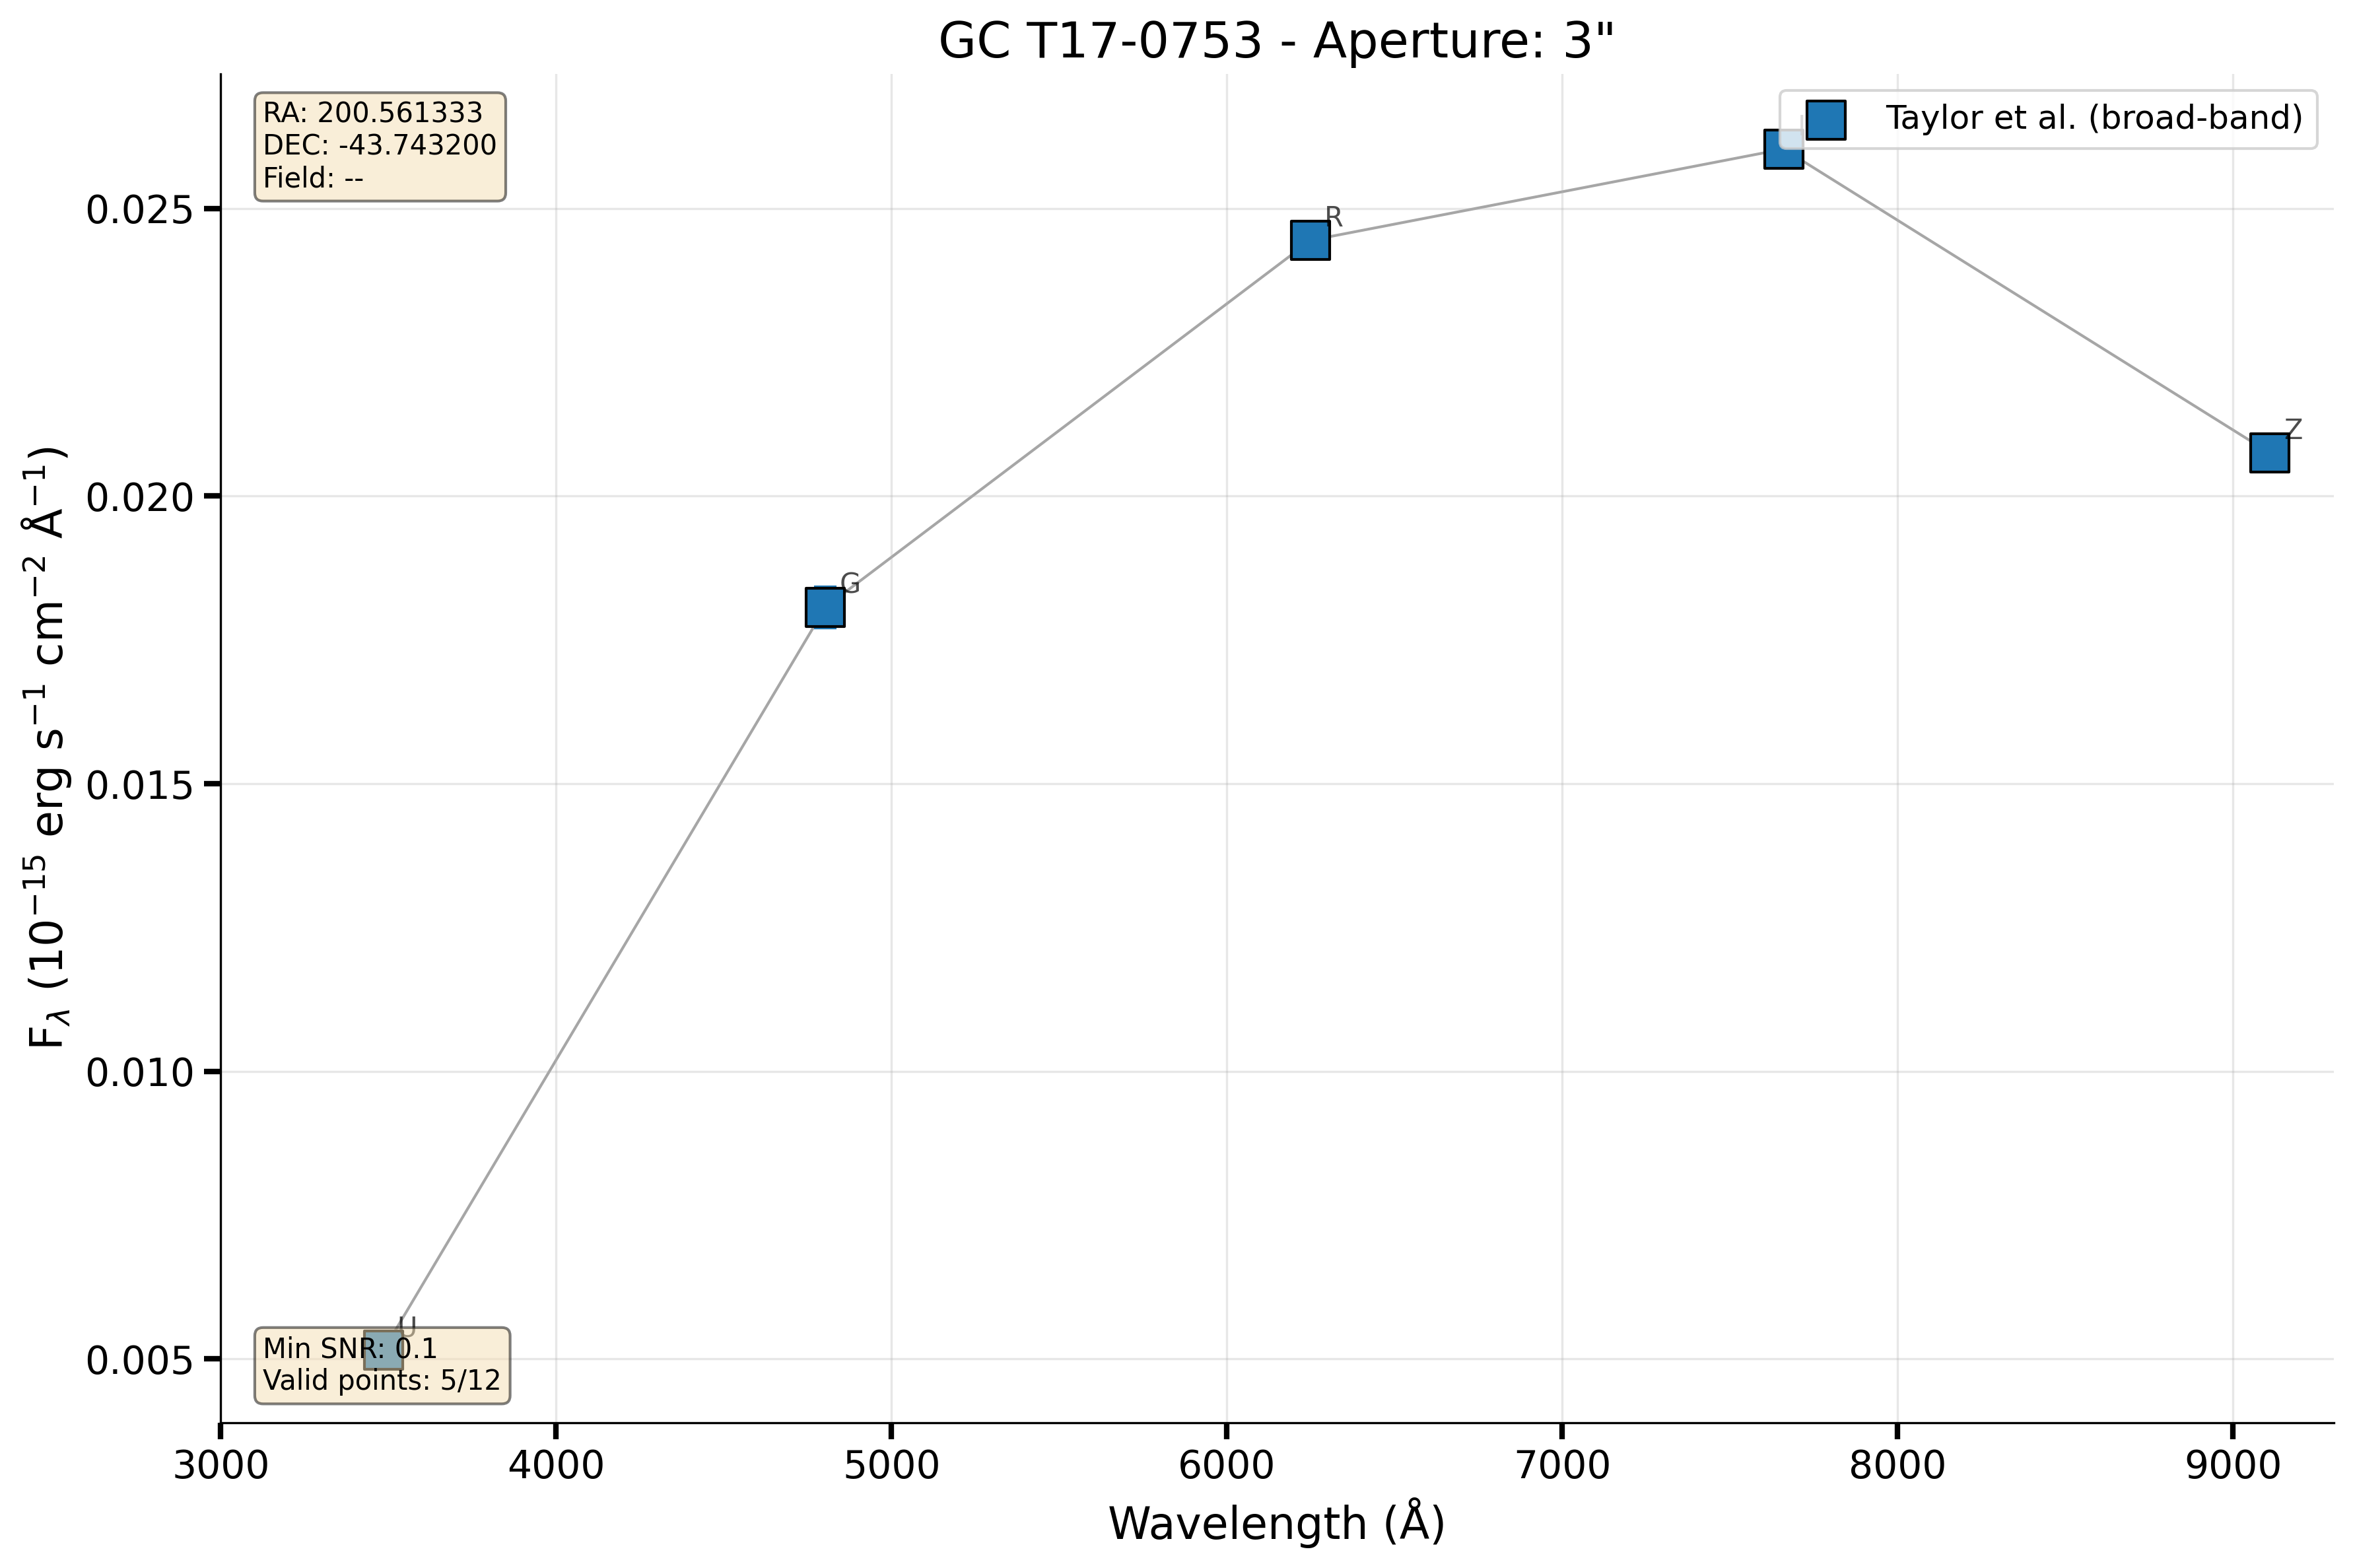 GC T17-0753 - Aperture: 3"
RA: 200.561333
DEC: -43.743200
Field: --
Taylor et al. (broad-band)
R
Z
G
U
Min SNR: 0.1
Valid points: 5/12
F_λ (10⁻¹⁵ erg s⁻¹ cm⁻² Å⁻¹)
0.025
0.020
0.015
0.010
0.005
3000 4000 5000 6000 7000 8000 9000
Wavelength (Å)